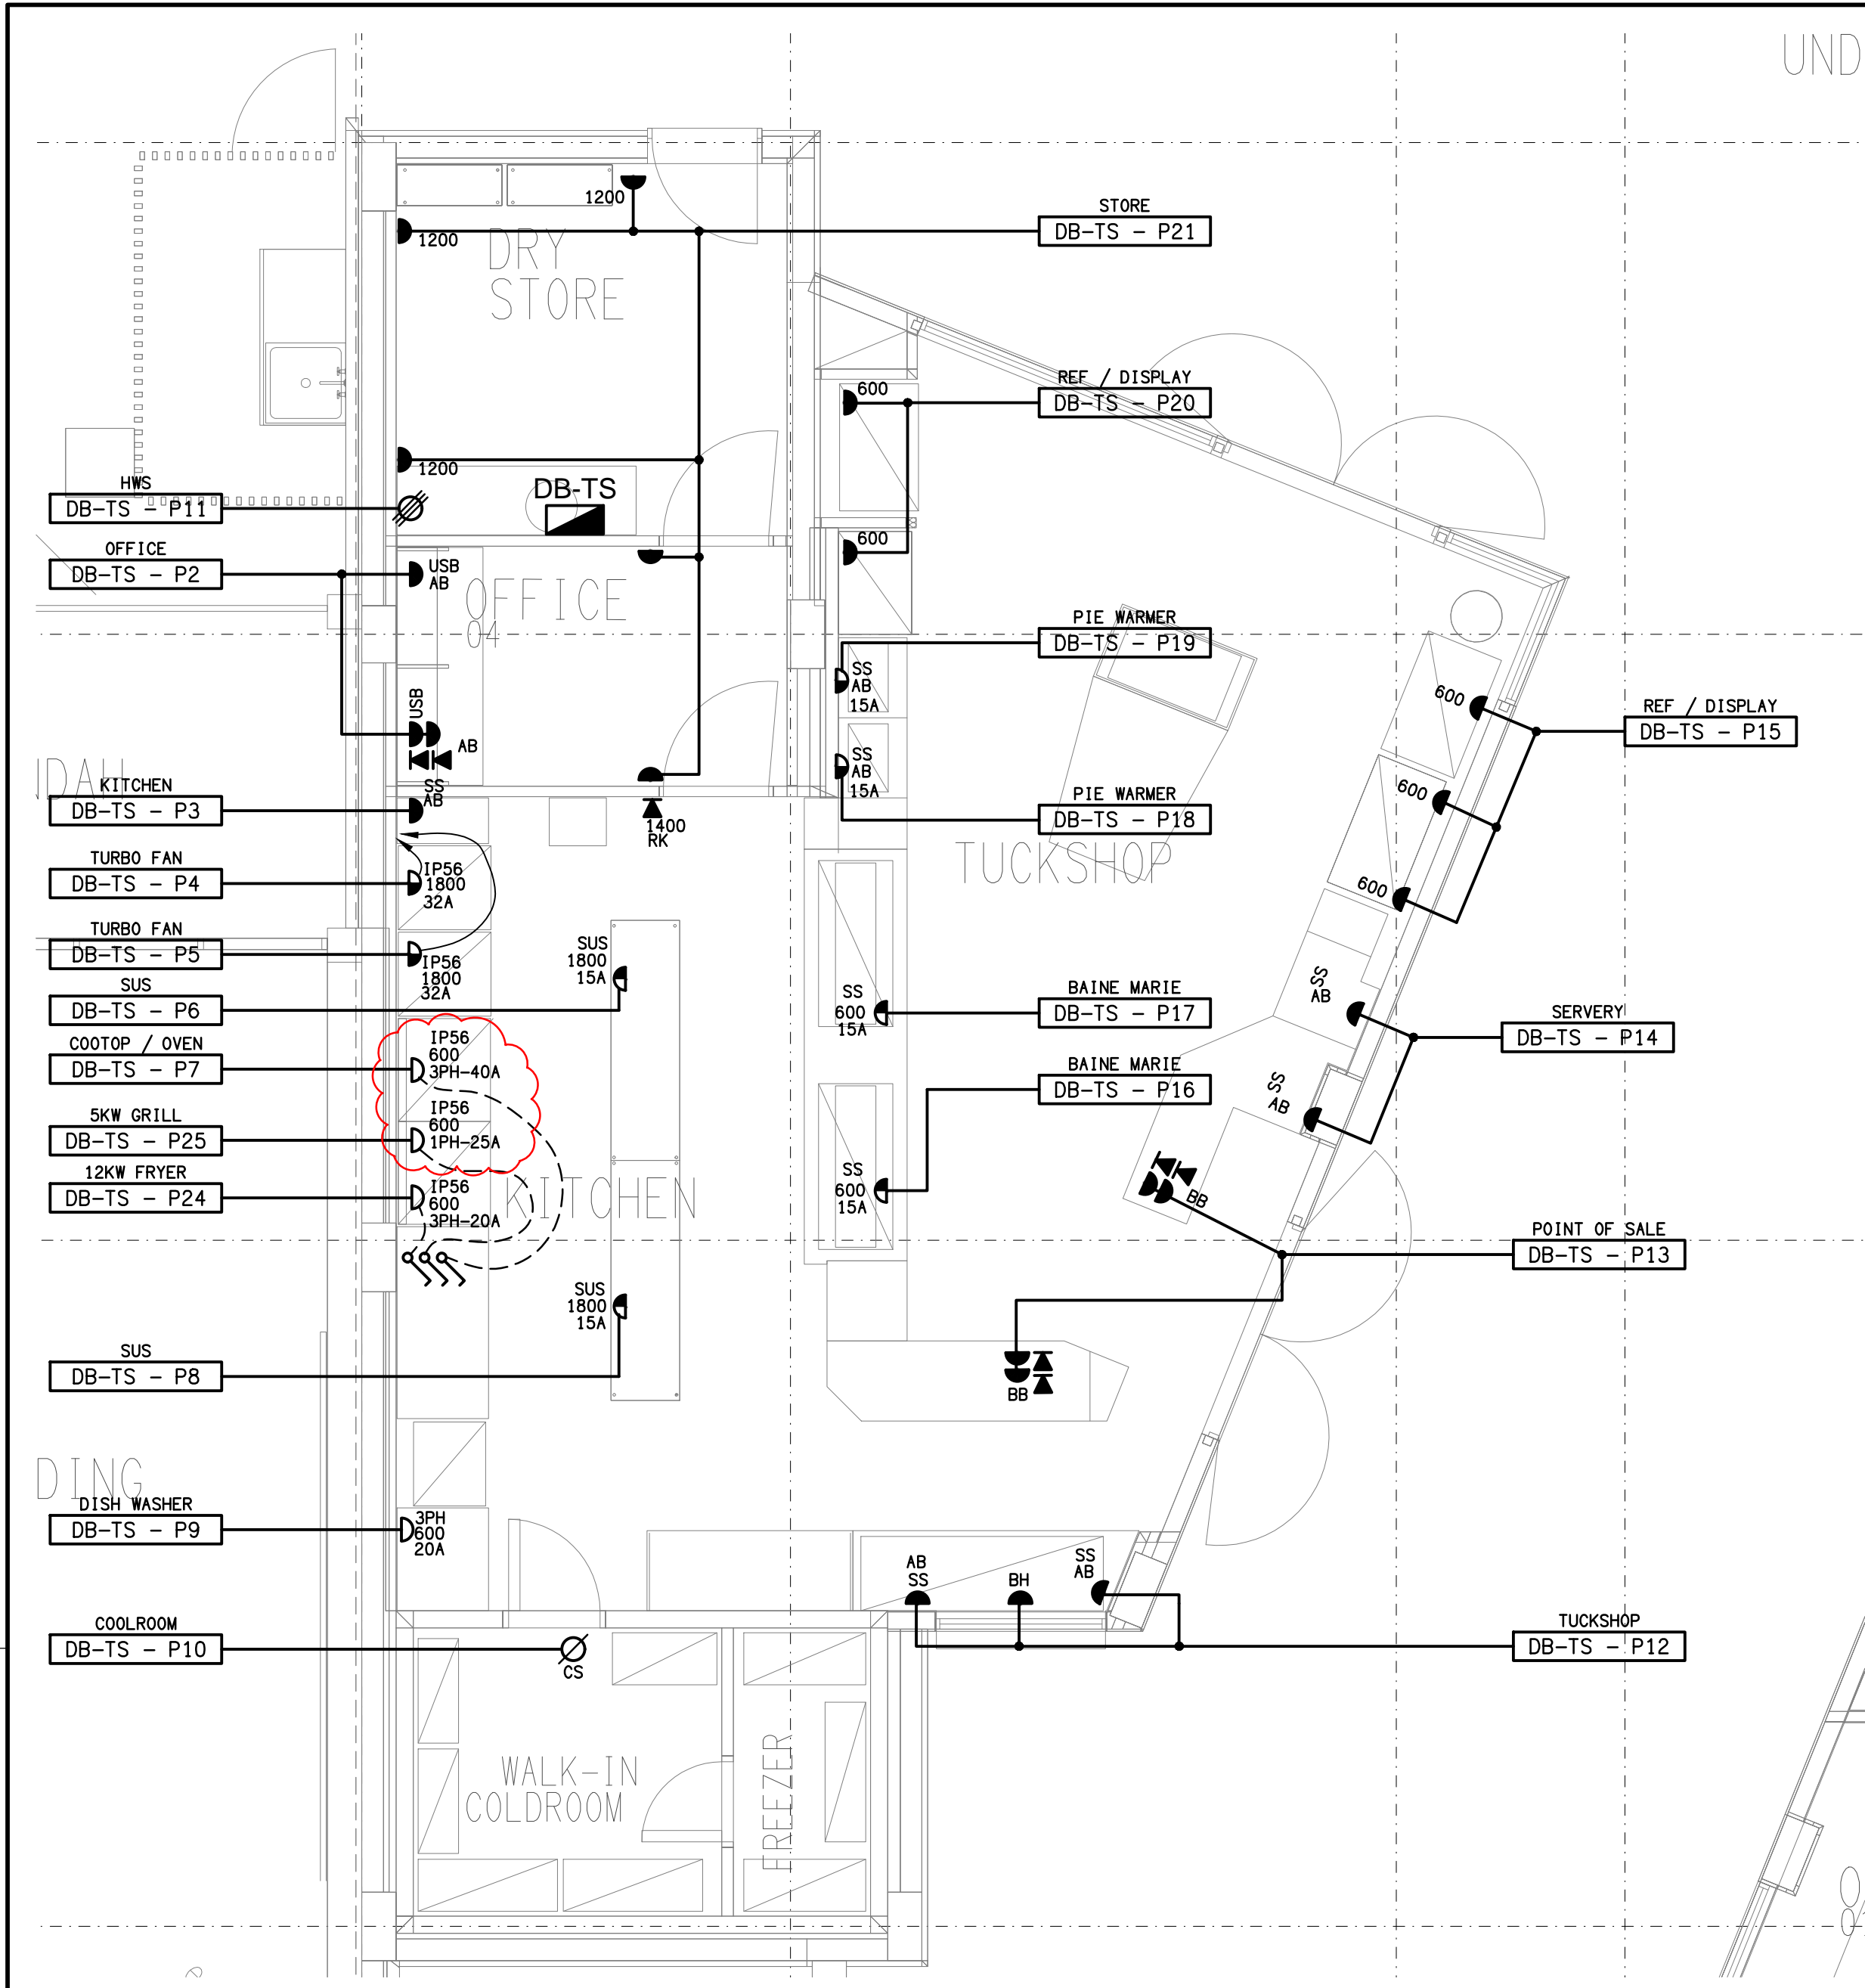 UND
STORE
DB-TS - P21
1200
1200
DRY
STORE
REF / DISPLAY
DB-TS - P20
600
1200
DB-TS
HWS
DB-TS - P11
600
OFFICE
DB-TS - P2
USB
AB
OFFICE
04
PIE WARMER
DB-TS - P19
SS
AB
15A
USB
AB
600
REF / DISPLAY
DB-TS - P15
SS
AB
15A
PIE WARMER
DB-TS - P18
KITCHEN
DB-TS - P3
SS
AB
1400
RK
600
TUCKSHOP
TURBO FAN
DB-TS - P4
IP56
1800
32A
600
TURBO FAN
DB-TS - P5
IP56
1800
32A
SUS
1800
15A
SUS
DB-TS - P6
SS
600
15A
BAINE MARIE
DB-TS - P17
SS
AB
SERVERY
DB-TS - P14
COOTOP / OVEN
DB-TS - P7
IP56
600
3PH-40A
BAINE MARIE
DB-TS - P16
SS
AB
5KW GRILL
DB-TS - P25
IP56
600
1PH-25A
12KW FRYER
DB-TS - P24
IP56
600
3PH-20A
KITCHEN
SS
600
15A
BB
POINT OF SALE
DB-TS - P13
SUS
1800
15A
SUS
DB-TS - P8
BB
DING
DISH WASHER
DB-TS - P9
3PH
600
20A
AB
SS
BH
SS
AB
COOLROOM
DB-TS - P10
CS
TUCKSHOP
DB-TS - P12
WALK-IN
COLDROOM
FREEZER